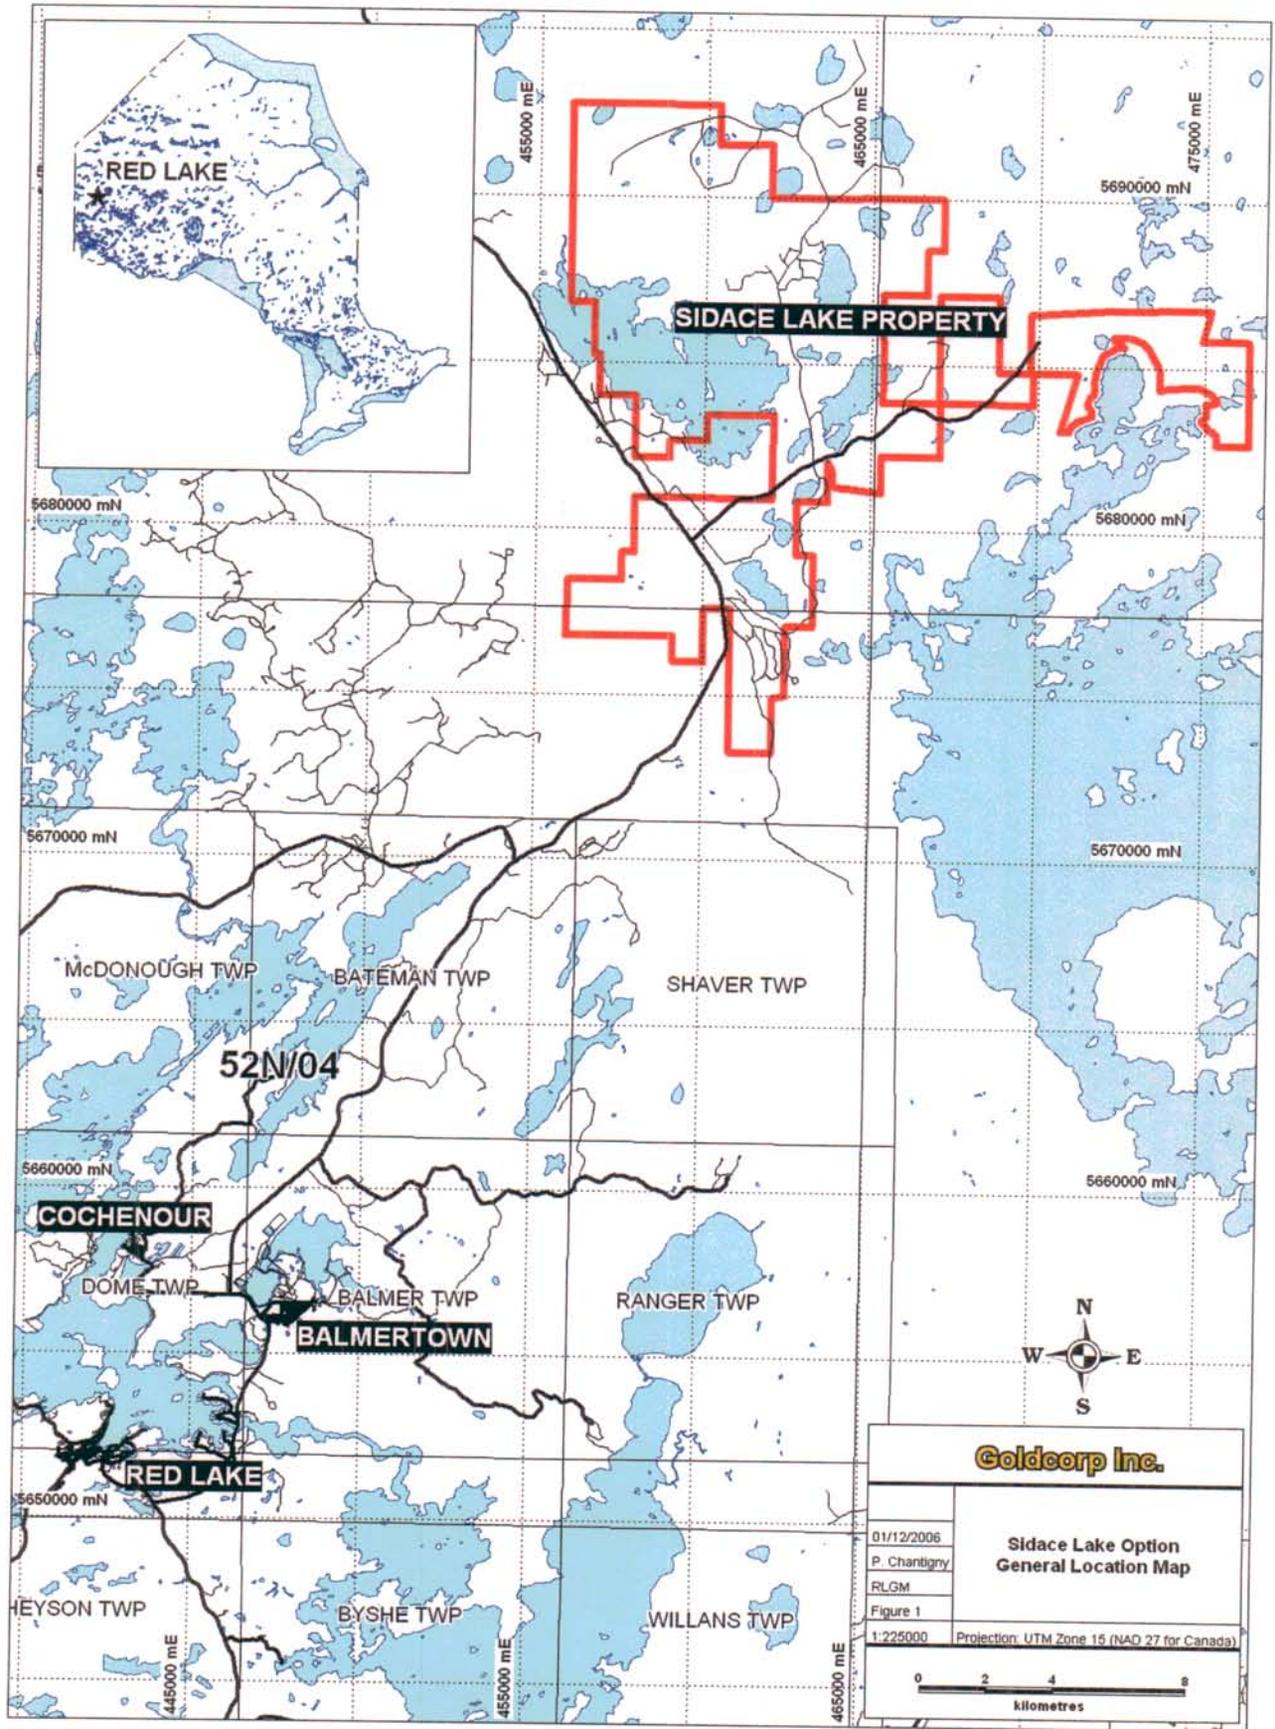 RED LAKE
455000 mE
465000 mE
475000 mE
5690000 mN
SIDACE LAKE PROPERTY
5680000 mN
5680000 mN
5670000 mN
5670000 mN
McDONOUGH TWP
BATEMAN TWP
SHAVER TWP
52N/04
5660000 mN
5660000 mN
COCHENOUR
DOME TWP
BALMER TWP
RANGER TWP
BALMERTOWN
N
W
E
S
RED LAKE
5650000 mN
HEYSON TWP
BYSHE TWP
WILLANS TWP
445000 mE
455000 mE
465000 mE
Goldcorp Inc.
01/12/2006
P. Chantigny
RLGM
Figure 1
1:225000
Sidace Lake Option
General Location Map
Projection: UTM Zone 15 (NAD 27 for Canada)
0 2 4 8
kilometres